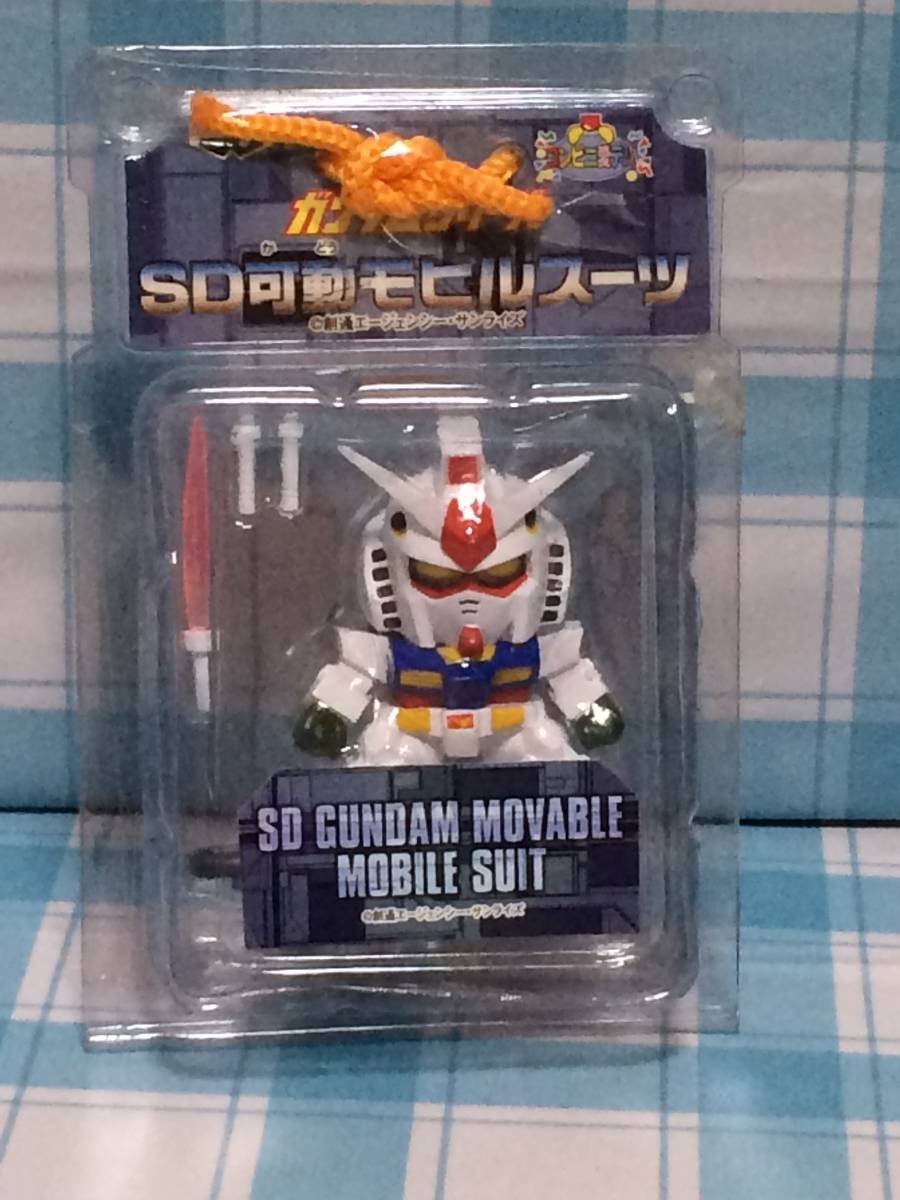 SD可動モビルスーツ
©創通エージェンシー・サンライズ
SD GUNDAM MOVABLE
MOBILE SUIT
©創通エージェンシー・サンライズ